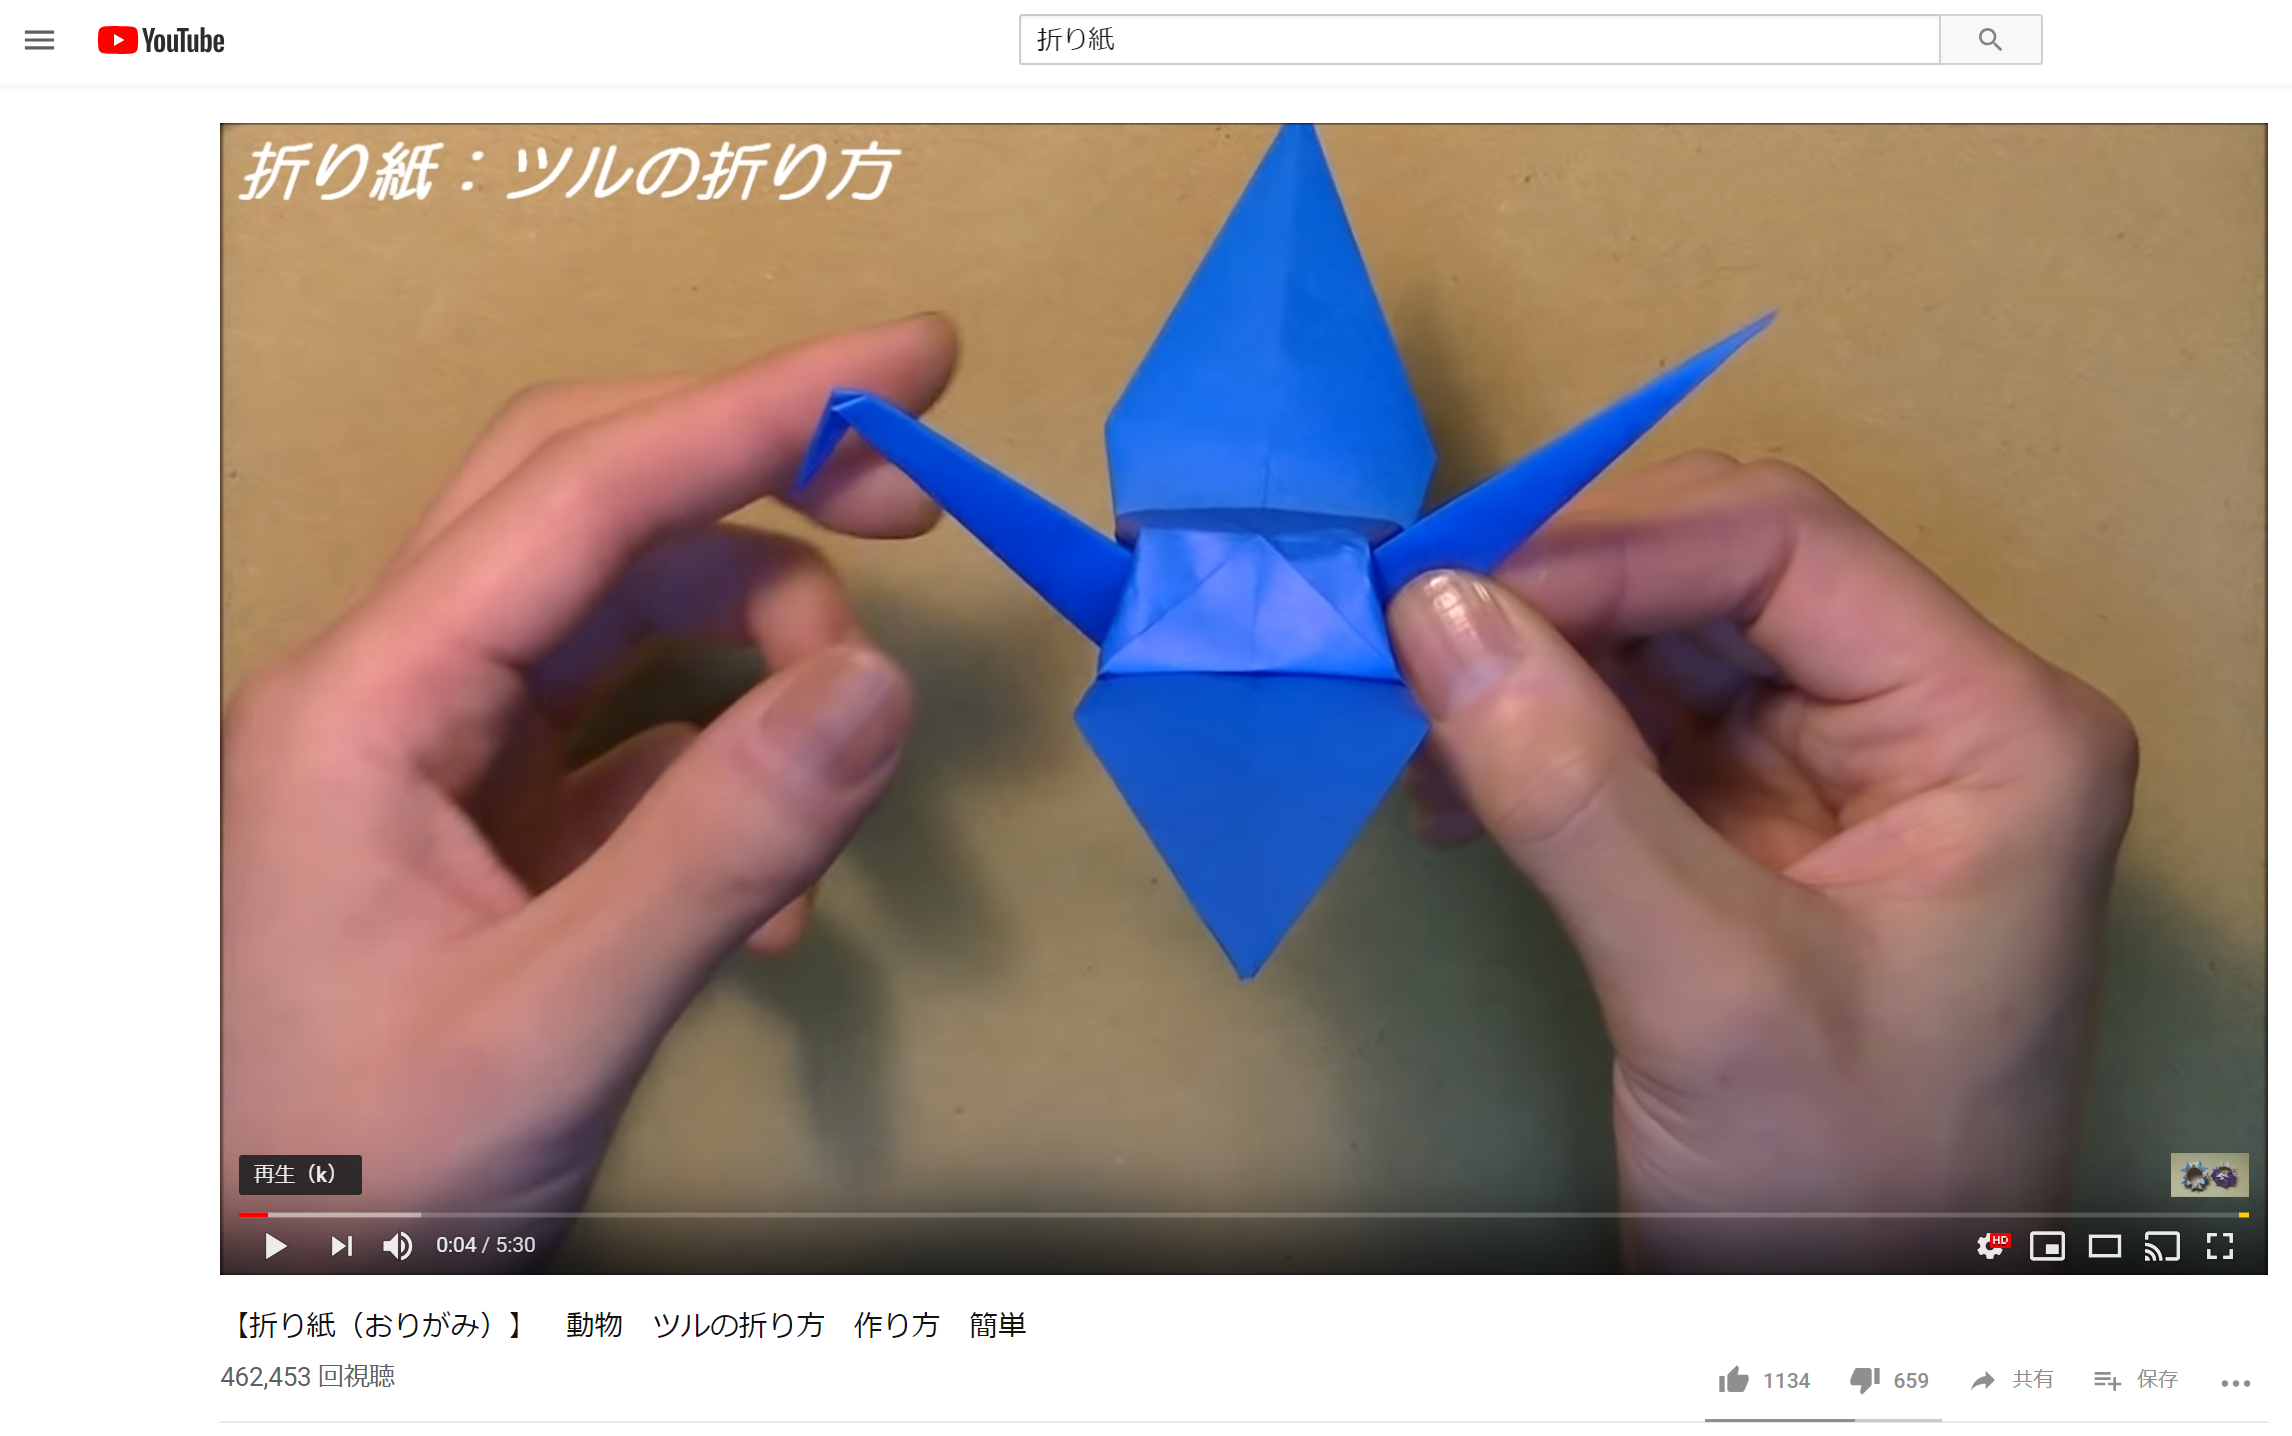 YouTube
折り紙
折り紙：ツルの折り方
再生（k）
0:04 / 5:30
HD
【折り紙（おりがみ）】　動物　ツルの折り方　作り方　簡単
462,453 回視聴
1134 659 共有 保存